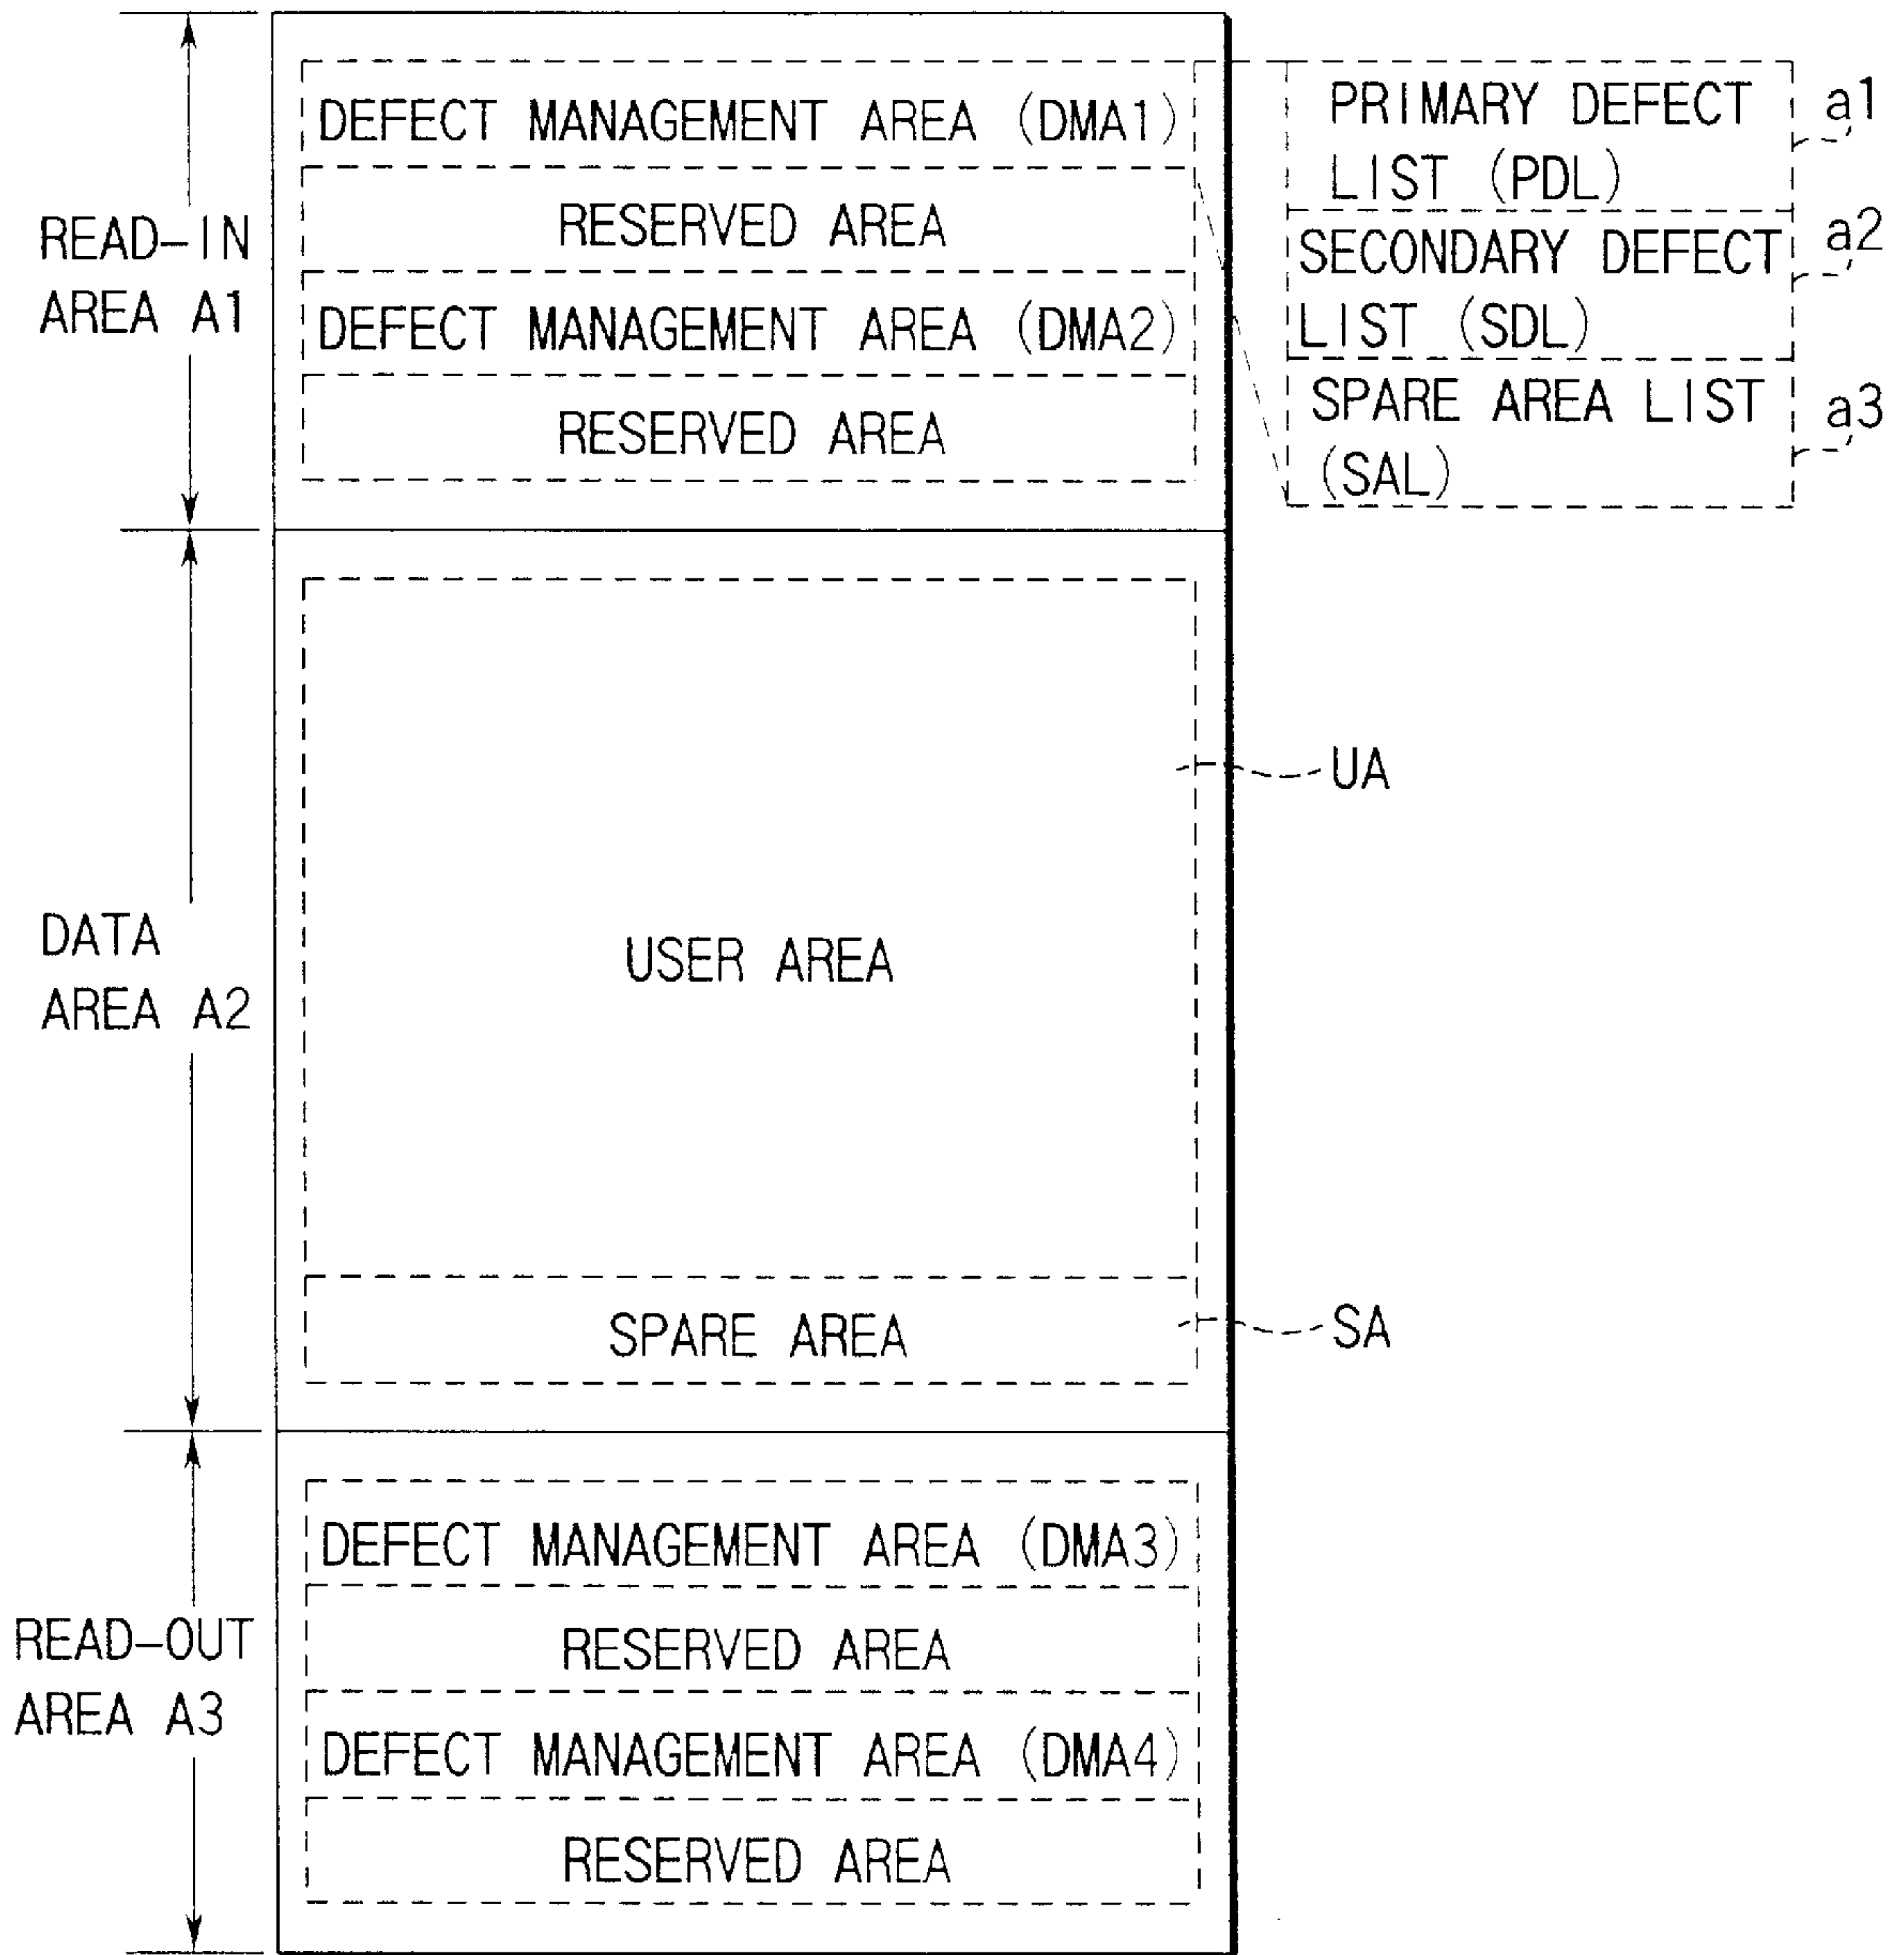 READ-IN
AREA A1
DEFECT MANAGEMENT AREA (DMA1)
RESERVED AREA
DEFECT MANAGEMENT AREA (DMA2)
RESERVED AREA
PRIMARY DEFECT
LIST (PDL)
a1
SECONDARY DEFECT
LIST (SDL)
a2
SPARE AREA LIST
(SAL)
a3
DATA
AREA A2
USER AREA
UA
SPARE AREA
SA
READ-OUT
AREA A3
DEFECT MANAGEMENT AREA (DMA3)
RESERVED AREA
DEFECT MANAGEMENT AREA (DMA4)
RESERVED AREA